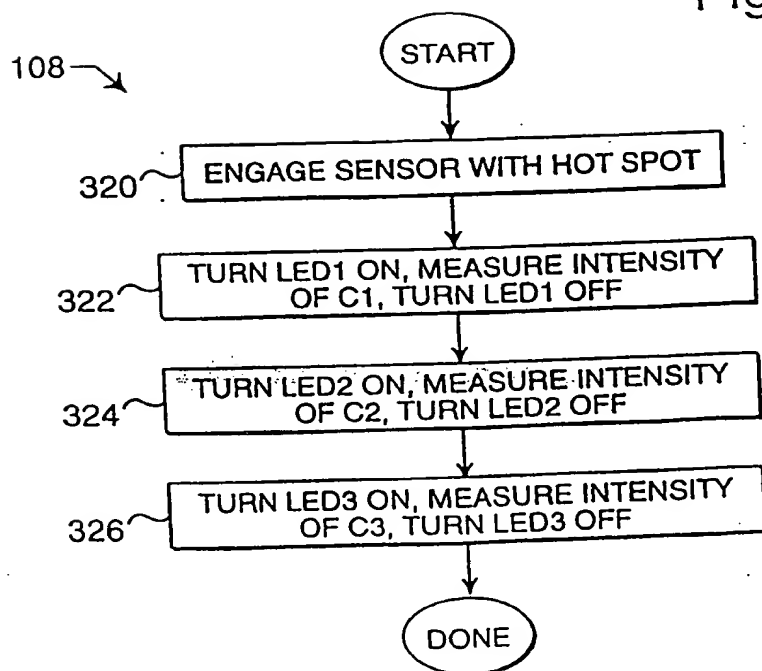 Fig
START
108
ENGAGE SENSOR WITH HOT SPOT
320
TURN LED1 ON, MEASURE INTENSITY
OF C1, TURN LED1 OFF
322
TURN LED2 ON, MEASURE INTENSITY
OF C2, TURN LED2 OFF
324
TURN LED3 ON, MEASURE INTENSITY
OF C3, TURN LED3 OFF
326
DONE